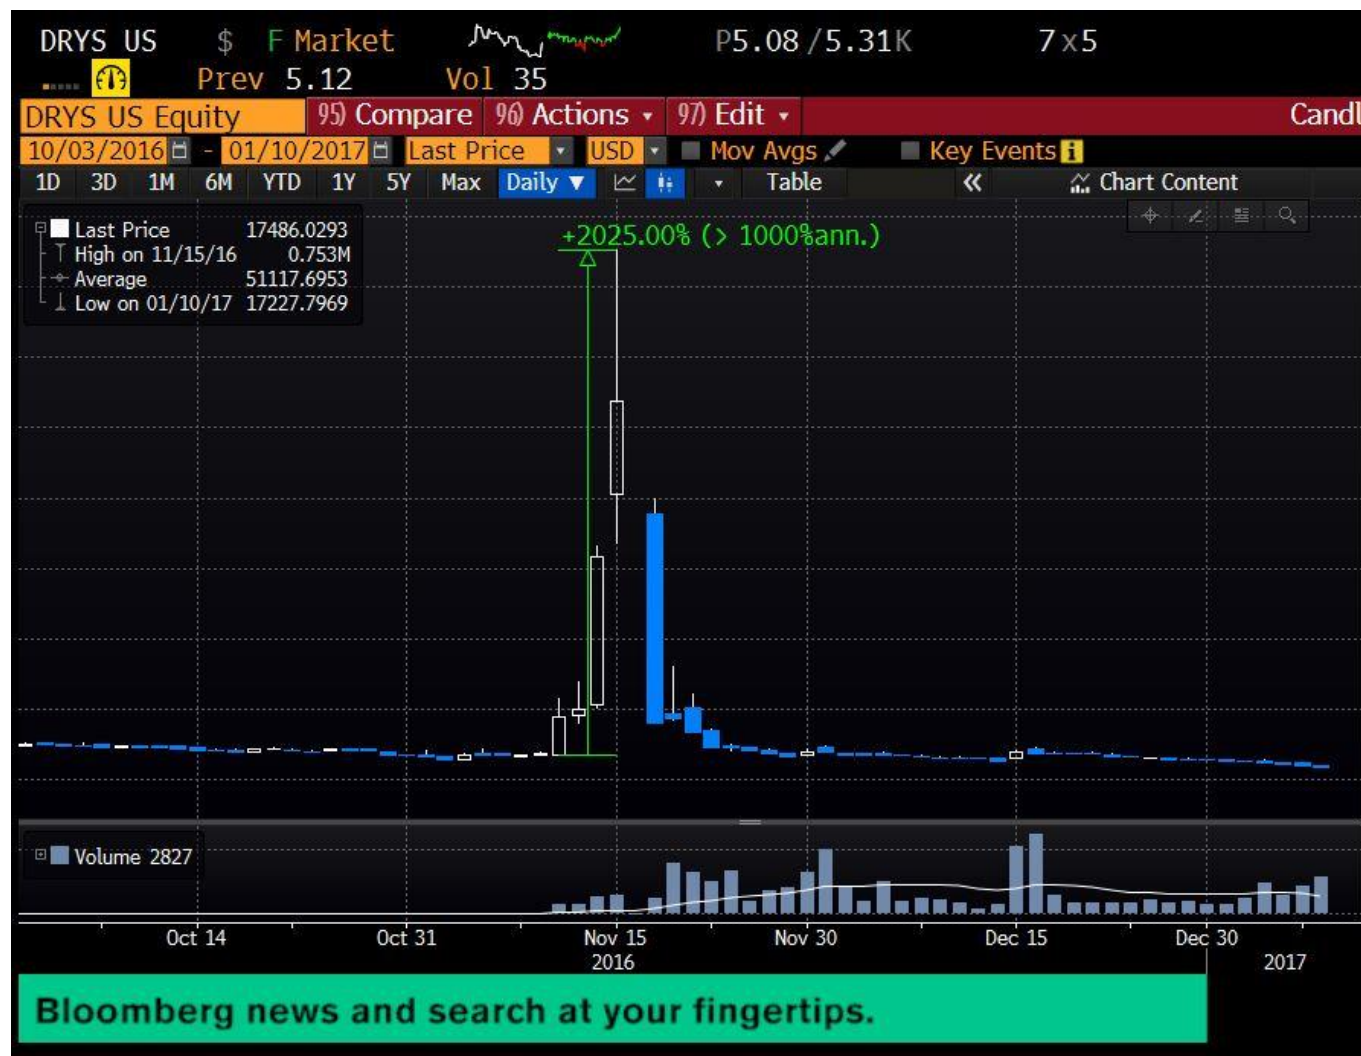 DRYS US $ F Market P5.08/5.31K 7x5
Prev 5.12 Vol 35
DRYS US Equity 95) Compare 96) Actions 97) Edit Candl
10/03/2016 - 01/10/2017 Last Price USD Mov Avgs Key Events i
1D 3D 1M 6M YTD 1Y 5Y Max Daily ▼ Table « Chart Content
Last Price 17486.0293
High on 11/15/16 0.753M
Average 51117.6953
Low on 01/10/17 17227.7969
+2025.00% (> 1000%ann.)
Volume 2827
Oct 14 Oct 31 Nov 15 Nov 30 Dec 15 Dec 30
2016 2017
Bloomberg news and search at your fingertips.